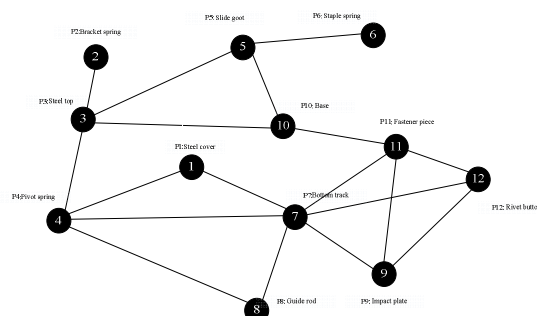 P6: Staple spring
P5: Slide goot
P2:Bracket spring
6
5
2
P3:Steel top
P10: Base
3
10
P11: Fastener piece
P1:Steel cover
11
1
12
P4:Pivot spring
P7:Bottom track
P12: Rivet butto
4
7
9
P8: Guide rod
P9: Impact plate
8